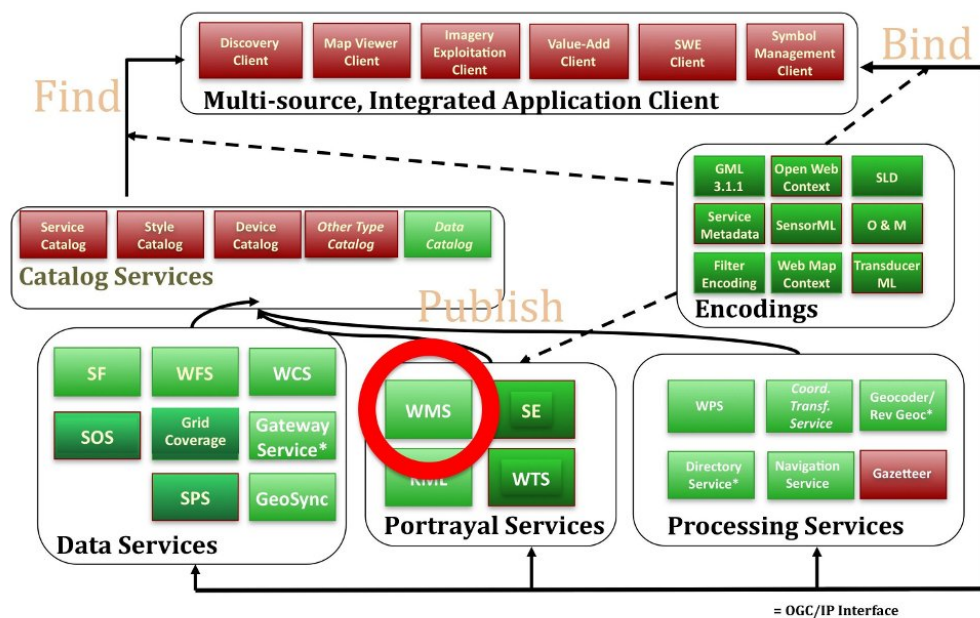 Discovery
Client
Map Viewer
Client
Imagery
Exploitation
Client
Value-Add
Client
SWE
Client
Symbol
Management
Client
Multi-source, Integrated Application Client
Find
Bind
GML
3.1.1
Open Web
Context
SLD
Service
Metadata
SensorML
O & M
Filter
Encoding
Web Map
Context
Transducer
ML
Encodings
Service
Catalog
Style
Catalog
Device
Catalog
Other Type
Catalog
Data
Catalog
Catalog Services
Publish
SF
WFS
WCS
SOS
Grid
Coverage
Gateway
Service*
SPS
GeoSync
Data Services
WMS
SE
KML
WTS
Portrayal Services
WPS
Coord.
Transf.
Service
Geocoder/
Rev Geoc*
Directory
Service*
Navigation
Service
Gazetteer
Processing Services
= OGC/IP Interface